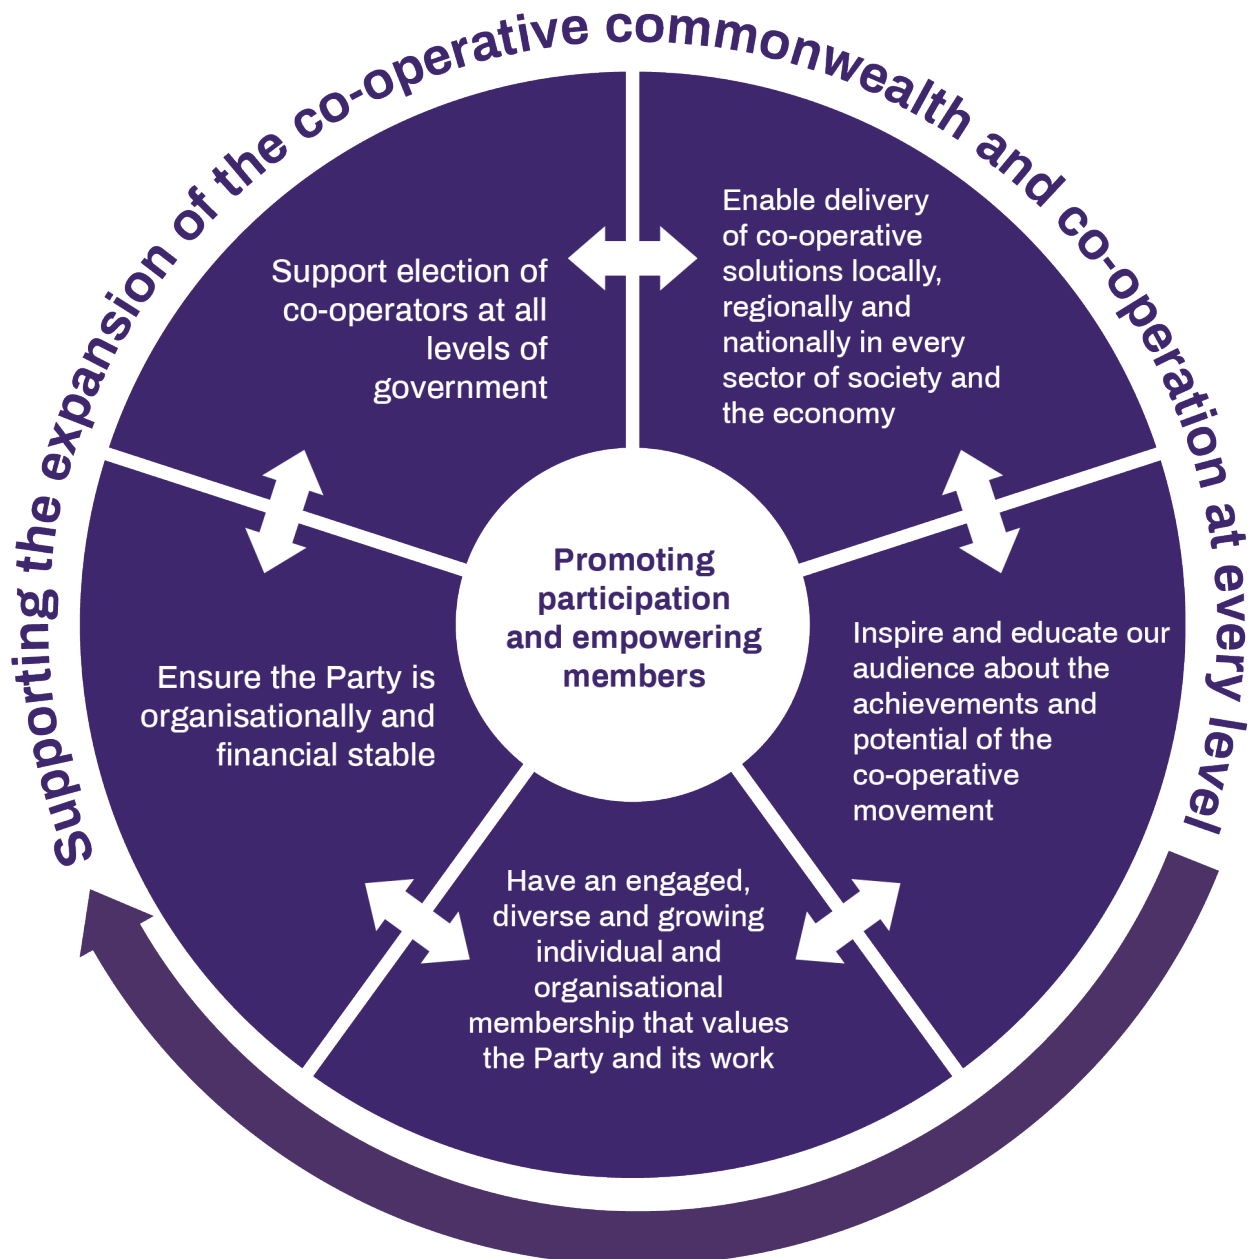 Supporting the expansion of the co-operative commonwealth and co-operation at every level
Support election of
co-operators at all
levels of
government
Enable delivery
of co-operative
solutions locally,
regionally and
nationally in every
sector of society and
the economy
Promoting
participation
and empowering
members
Inspire and educate our
audience about the
achievements and
potential of the
co-operative
movement
Ensure the Party is
organisationally and
financial stable
Have an engaged,
diverse and growing
individual and
organisational
membership that values
the Party and its work